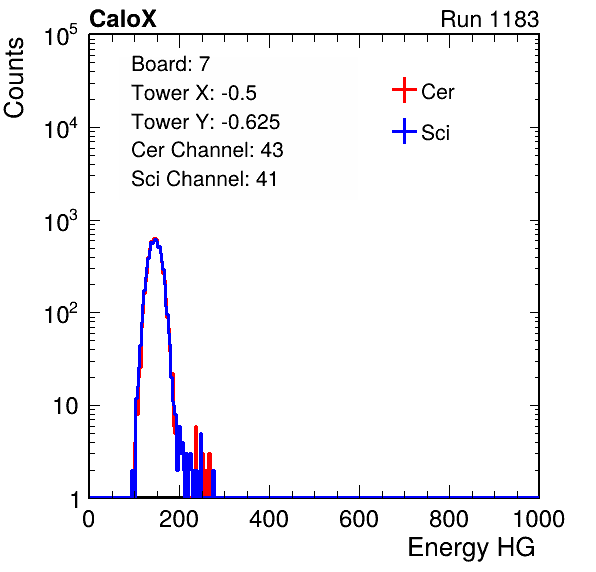 CaloX Run 1183
Counts
Board: 7
Tower X: -0.5
Tower Y: -0.625
Cer Channel: 43
Sci Channel: 41
Cer
Sci
10^5
10^4
10^3
10^2
10
1
0 200 400 600 800 1000
Energy HG